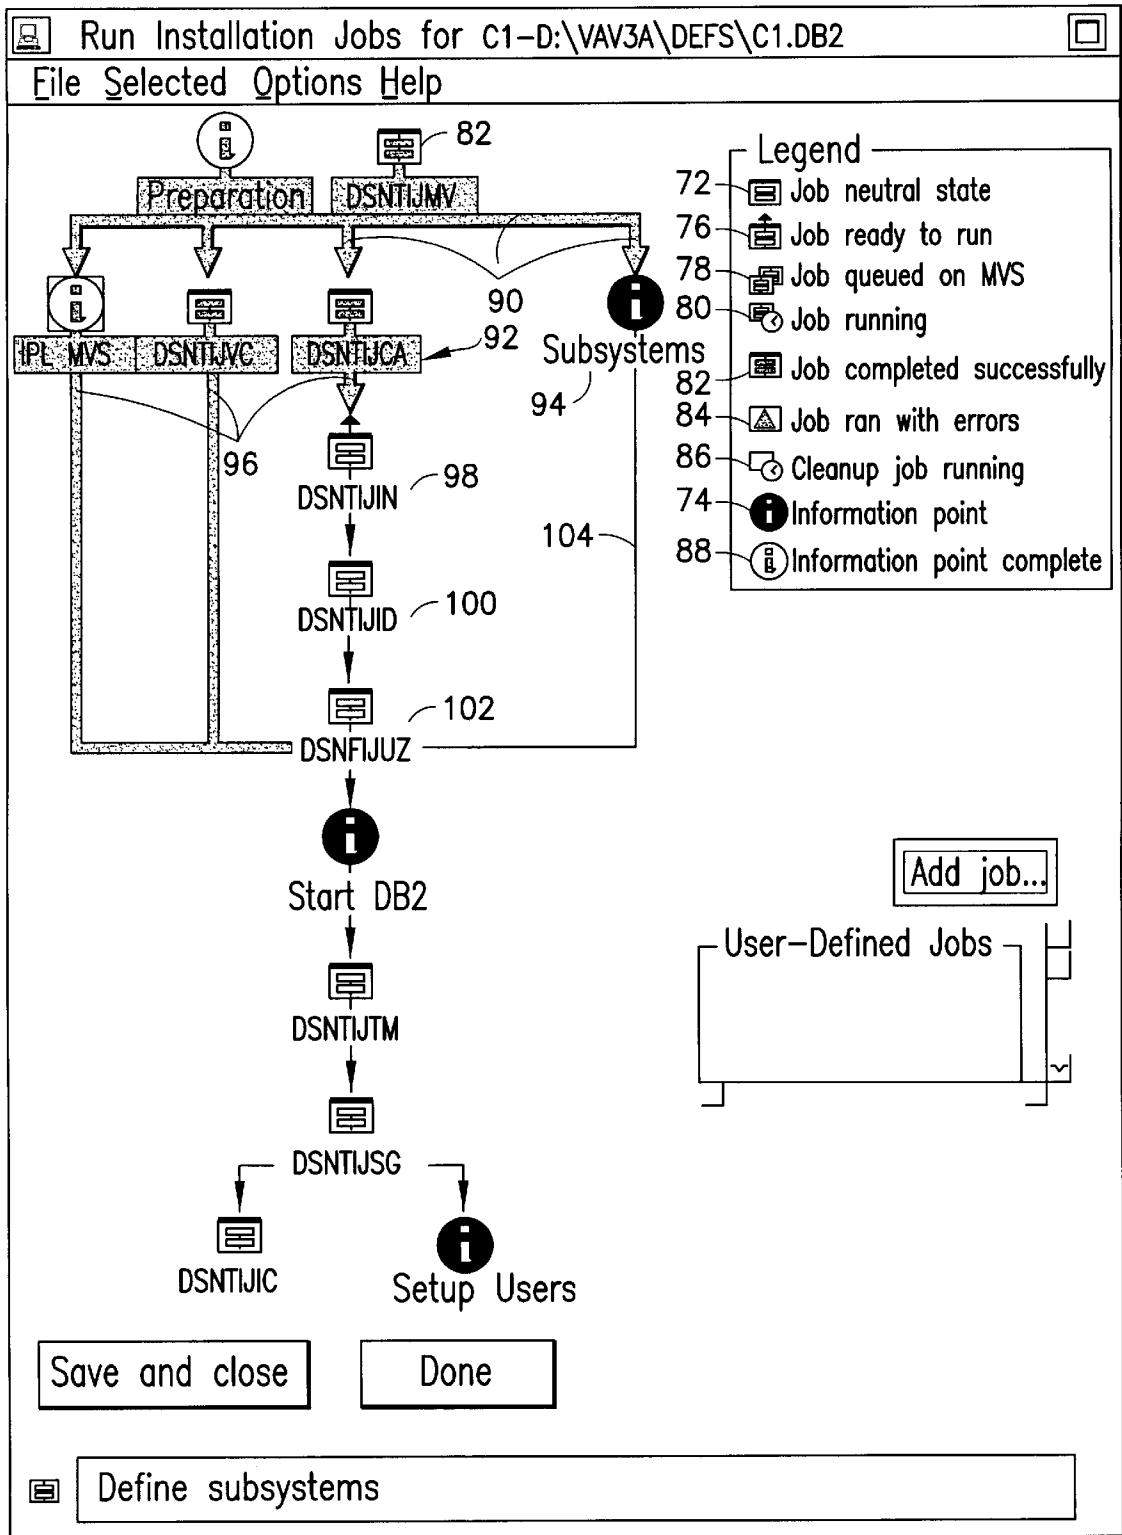 Run Installation Jobs for C1-D:\VAV3A\DEFS\C1.DB2
File Selected Options Help
82
Preparation
DSNTIJMV
90
IPL MVS
DSNTIJVC
DSNTIJCA
92
Subsystems
94
96
DSNTIJIN
98
104
DSNTIJID
100
102
DSNFIJUZ
Start DB2
DSNTIJTM
DSNTIJSG
DSNTIJIC
Setup Users
Legend
72 Job neutral state
76 Job ready to run
78 Job queued on MVS
80 Job running
82 Job completed successfully
84 Job ran with errors
86 Cleanup job running
74 i Information point
88 i Information point complete
Add job...
User-Defined Jobs
Save and close
Done
Define subsystems